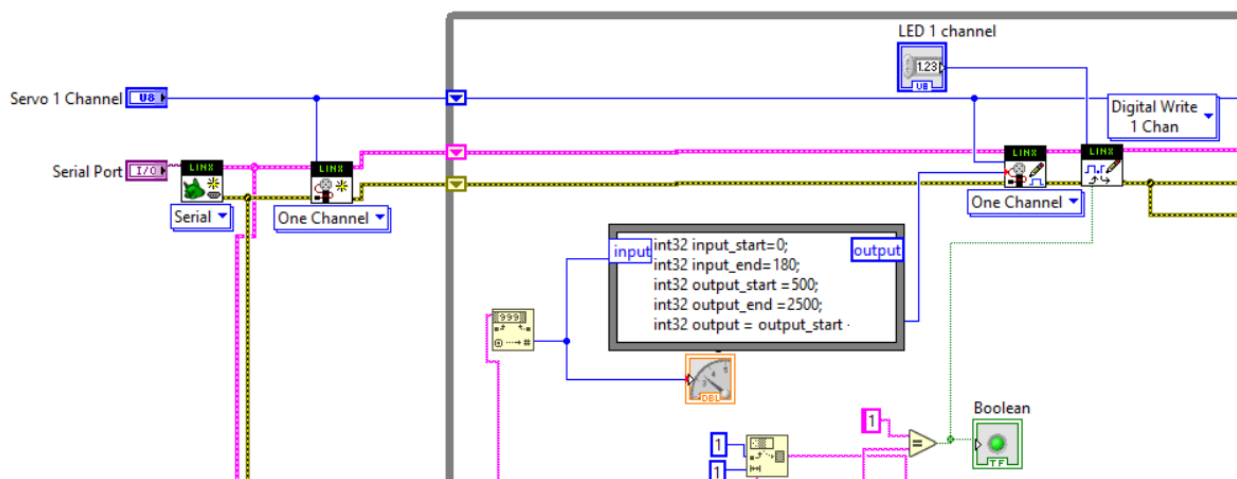 LED 1 channel
1.23
U8
Servo 1 Channel
U8
Digital Write
1 Chan
Serial Port
I/O
LINX
LINX
LINX
LINX
Serial
One Channel
One Channel
input
output
int32 input_start=0;
int32 input_end=180;
int32 output_start =500;
int32 output_end =2500;
int32 output = output_start
999
#
DBL
1
1
1
=
Boolean
TF